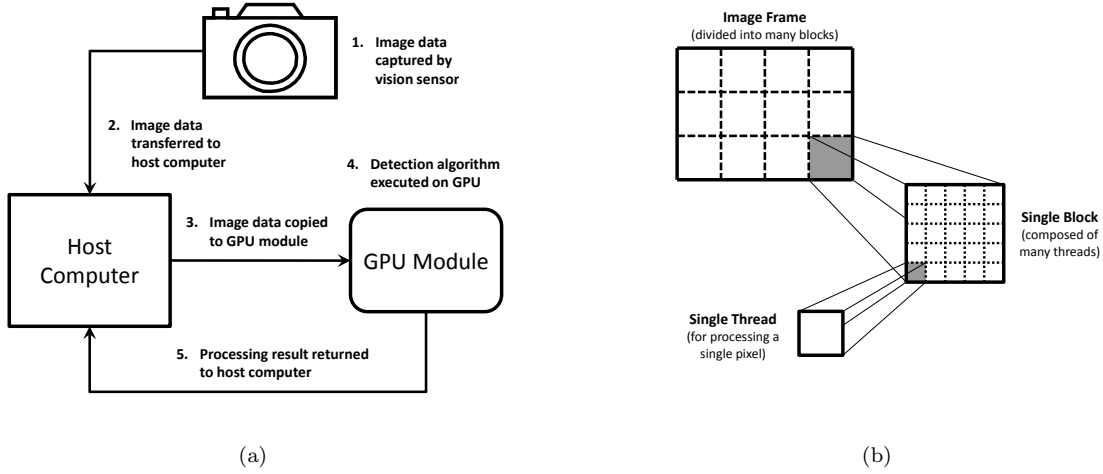 1. Image data
captured by
vision sensor
2. Image data
transferred to
host computer
4. Detection algorithm
executed on GPU
3. Image data copied
to GPU module
Host
Computer
GPU Module
5. Processing result returned
to host computer
(a)
Image Frame
(divided into many blocks)
Single Block
(composed of
many threads)
Single Thread
(for processing a
single pixel)
(b)